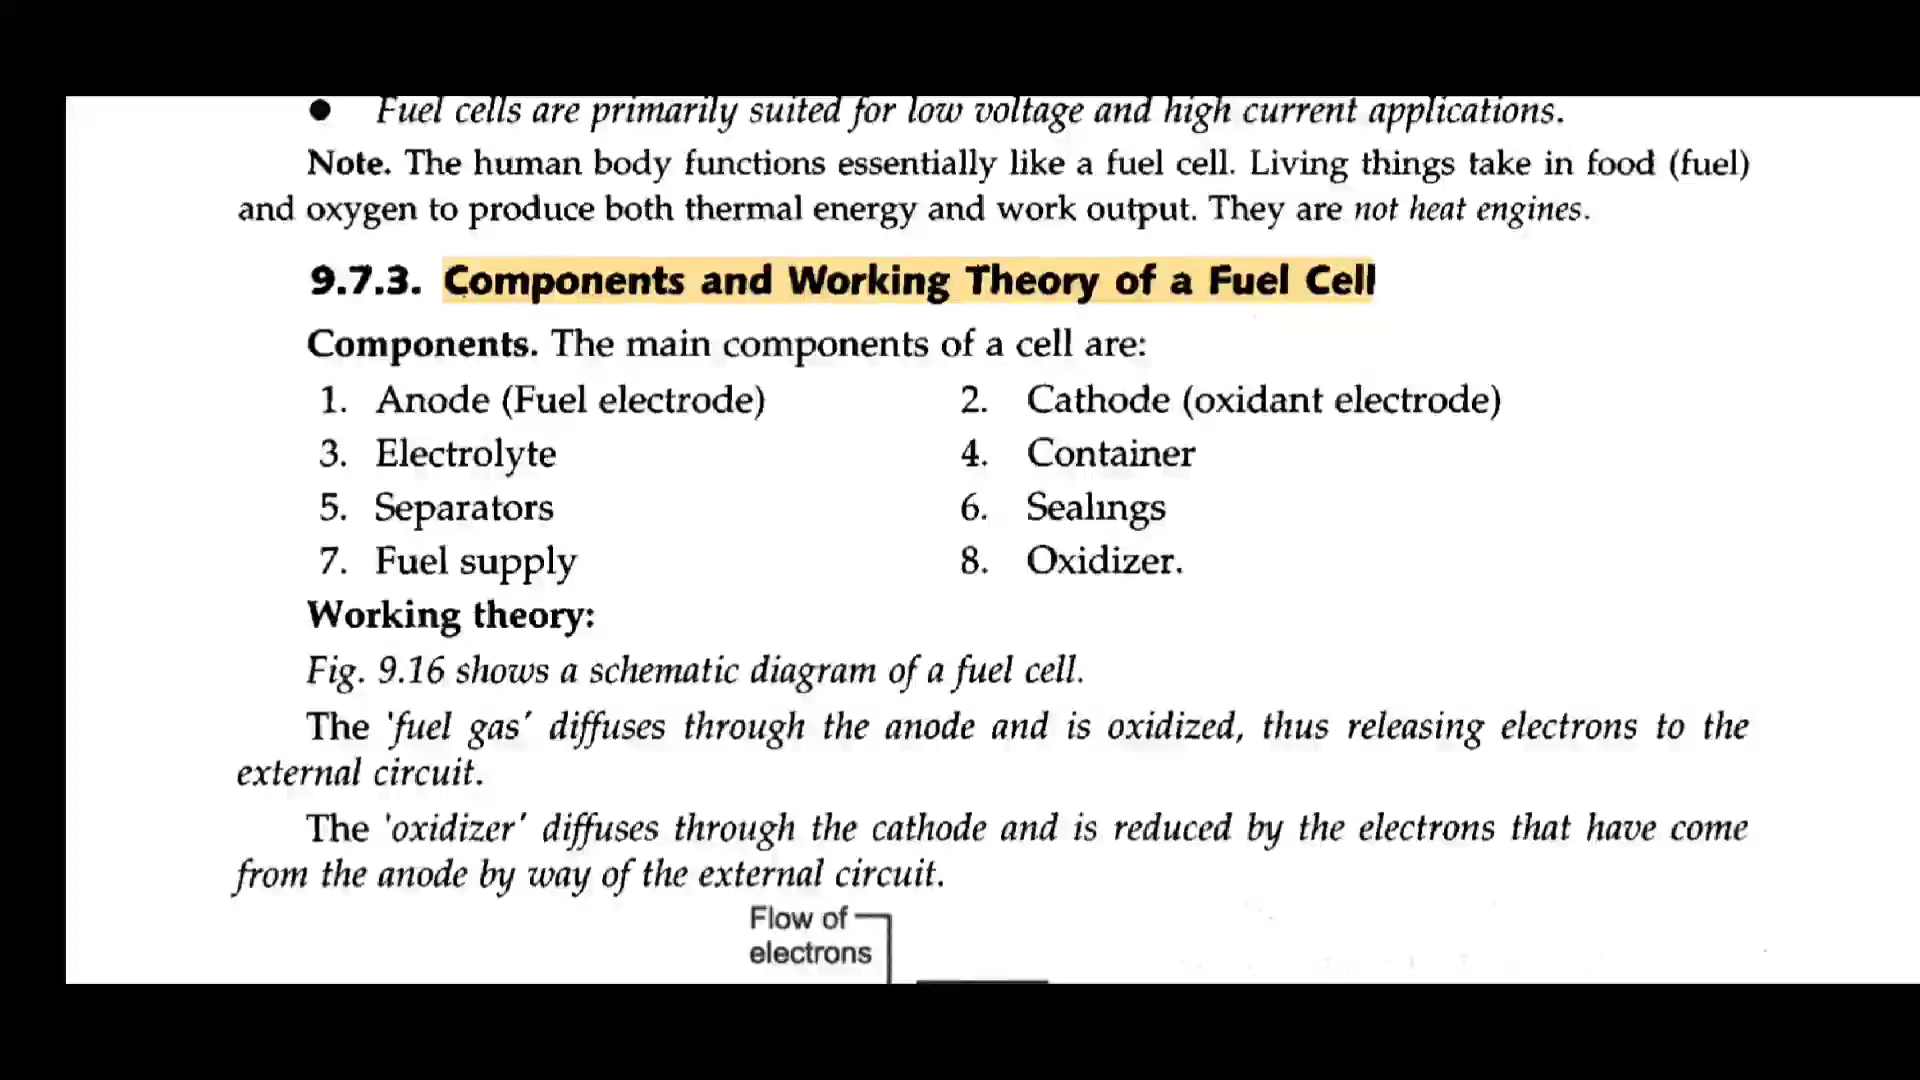 ● Fuel cells are primarily suited for low voltage and high current applications.
Note. The human body functions essentially like a fuel cell. Living things take in food (fuel)
and oxygen to produce both thermal energy and work output. They are not heat engines.
9.7.3. Components and Working Theory of a Fuel Cell
Components. The main components of a cell are:
1. Anode (Fuel electrode) 2. Cathode (oxidant electrode)
3. Electrolyte 4. Container
5. Separators 6. Sealings
7. Fuel supply 8. Oxidizer.
Working theory:
Fig. 9.16 shows a schematic diagram of a fuel cell.
The 'fuel gas' diffuses through the anode and is oxidized, thus releasing electrons to the
external circuit.
The 'oxidizer' diffuses through the cathode and is reduced by the electrons that have come
from the anode by way of the external circuit.
Flow of
electrons